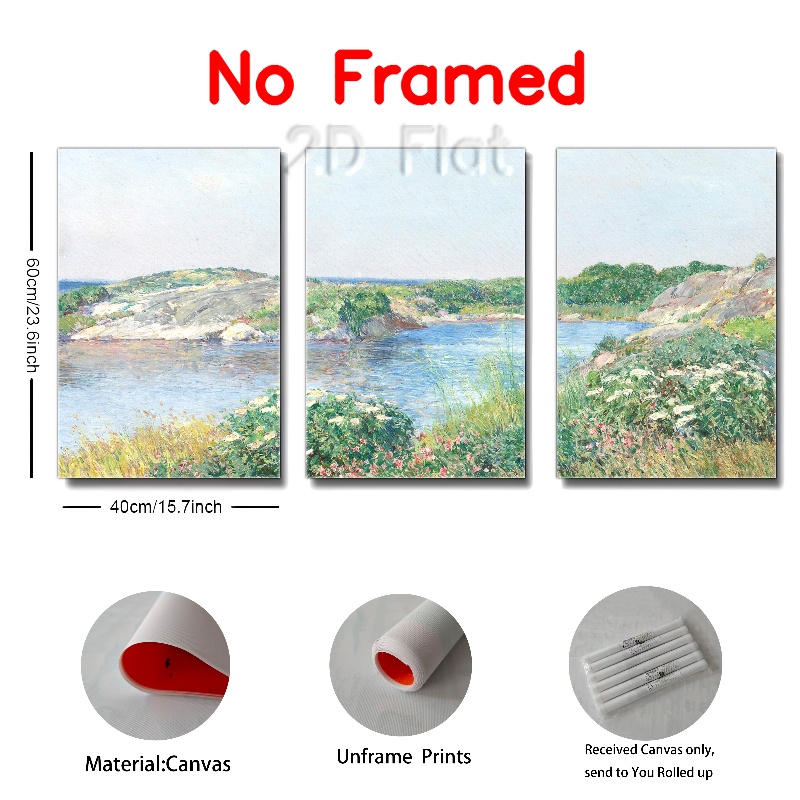 No Framed
2D Flat
60cm/23.6inch
40cm/15.7inch
Material:Canvas
Unframe Prints
Received Canvas only,
send to You Rolled up